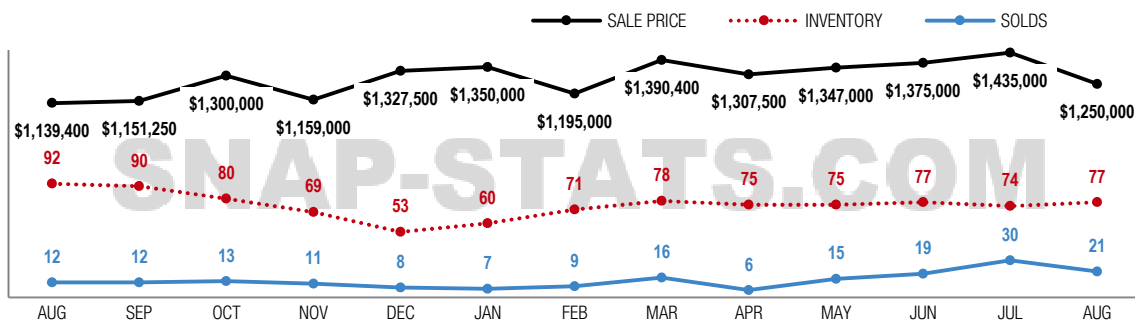 SALE PRICE INVENTORY SOLDS
$1,139,400 $1,151,250 $1,300,000 $1,159,000 $1,327,500 $1,350,000 $1,195,000 $1,390,400 $1,307,500 $1,347,000 $1,375,000 $1,435,000 $1,250,000
SNAP-STATS.COM
92 90 80 69 53 60 71 78 75 75 77 74 77
12 12 13 11 8 7 9 16 6 15 19 30 21
AUG SEP OCT NOV DEC JAN FEB MAR APR MAY JUN JUL AUG